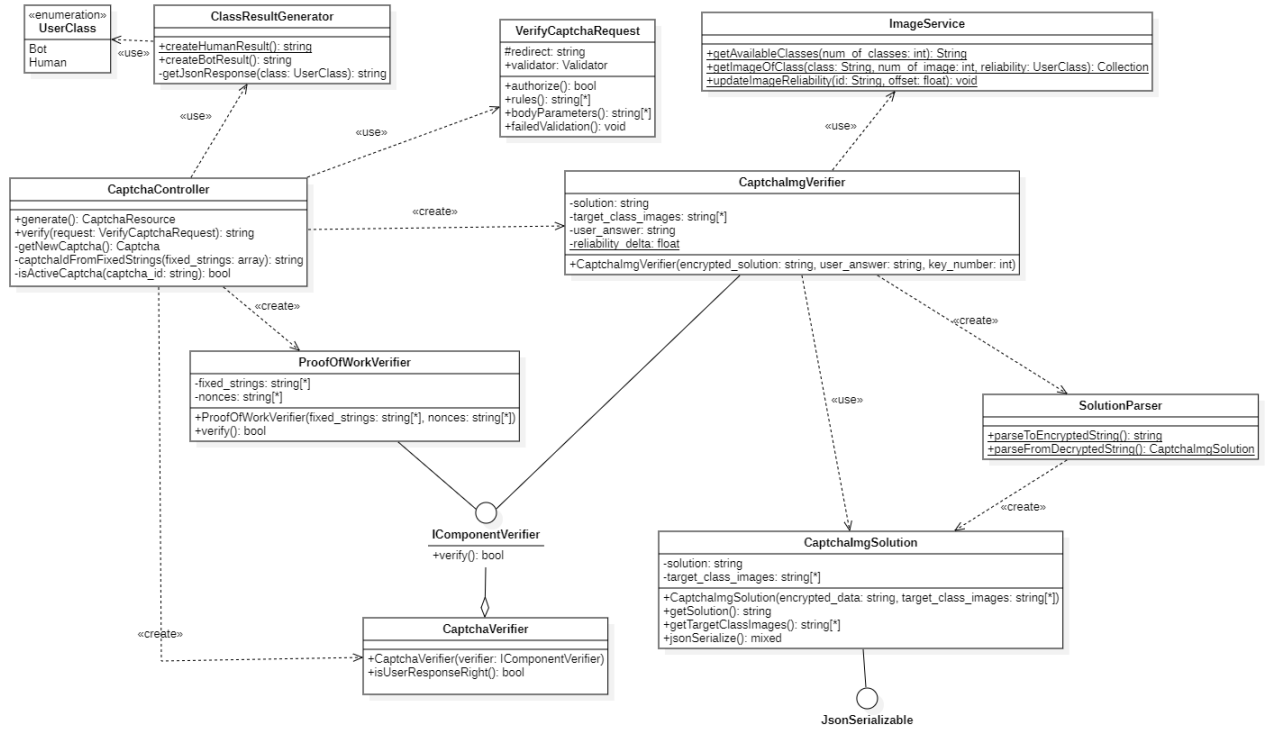 «enumeration»
UserClass
Bot
Human
«use»
ClassResultGenerator
+createHumanResult(): string
+createBotResult(): string
-getJsonResponse(class: UserClass): string
VerifyCaptchaRequest
#redirect: string
+validator: Validator
+authorize(): bool
+rules(): string[*]
+bodyParameters(): string[*]
+failedValidation(): void
ImageService
+getAvailableClasses(num_of_classes: int): String
+getImageOfClass(class: String, num_of_image: int, reliability: UserClass): Collection
+updateImageReliability(id: String, offset: float): void
«use»
«use»
«use»
CaptchaController
+generate(): CaptchaResource
+verify(request: VerifyCaptchaRequest): string
-getNewCaptcha(): Captcha
-captchaIdFromFixedStrings(fixed_strings: array): string
-isActiveCaptcha(captcha_id: string): bool
«create»
CaptchaImgVerifier
-solution: string
-target_class_images: string[*]
-user_answer: string
-reliability_delta: float
+CaptchaImgVerifier(encrypted_solution: string, user_answer: string, key_number: int)
«create»
«create»
ProofOfWorkVerifier
-fixed_strings: string[*]
-nonces: string[*]
+ProofOfWorkVerifier(fixed_strings: string[*], nonces: string[*])
+verify(): bool
«use»
SolutionParser
+parseToEncryptedString(): string
+parseFromDecryptedString(): CaptchaImgSolution
«create»
IComponentVerifier
+verify(): bool
CaptchaImgSolution
-solution: string
-target_class_images: string[*]
+CaptchaImgSolution(encrypted_data: string, target_class_images: string[*])
+getSolution(): string
+getTargetClassImages(): string[*]
+jsonSerialize(): mixed
«create»
CaptchaVerifier
+CaptchaVerifier(verifier: IComponentVerifier)
+isUserResponseRight(): bool
JsonSerializable